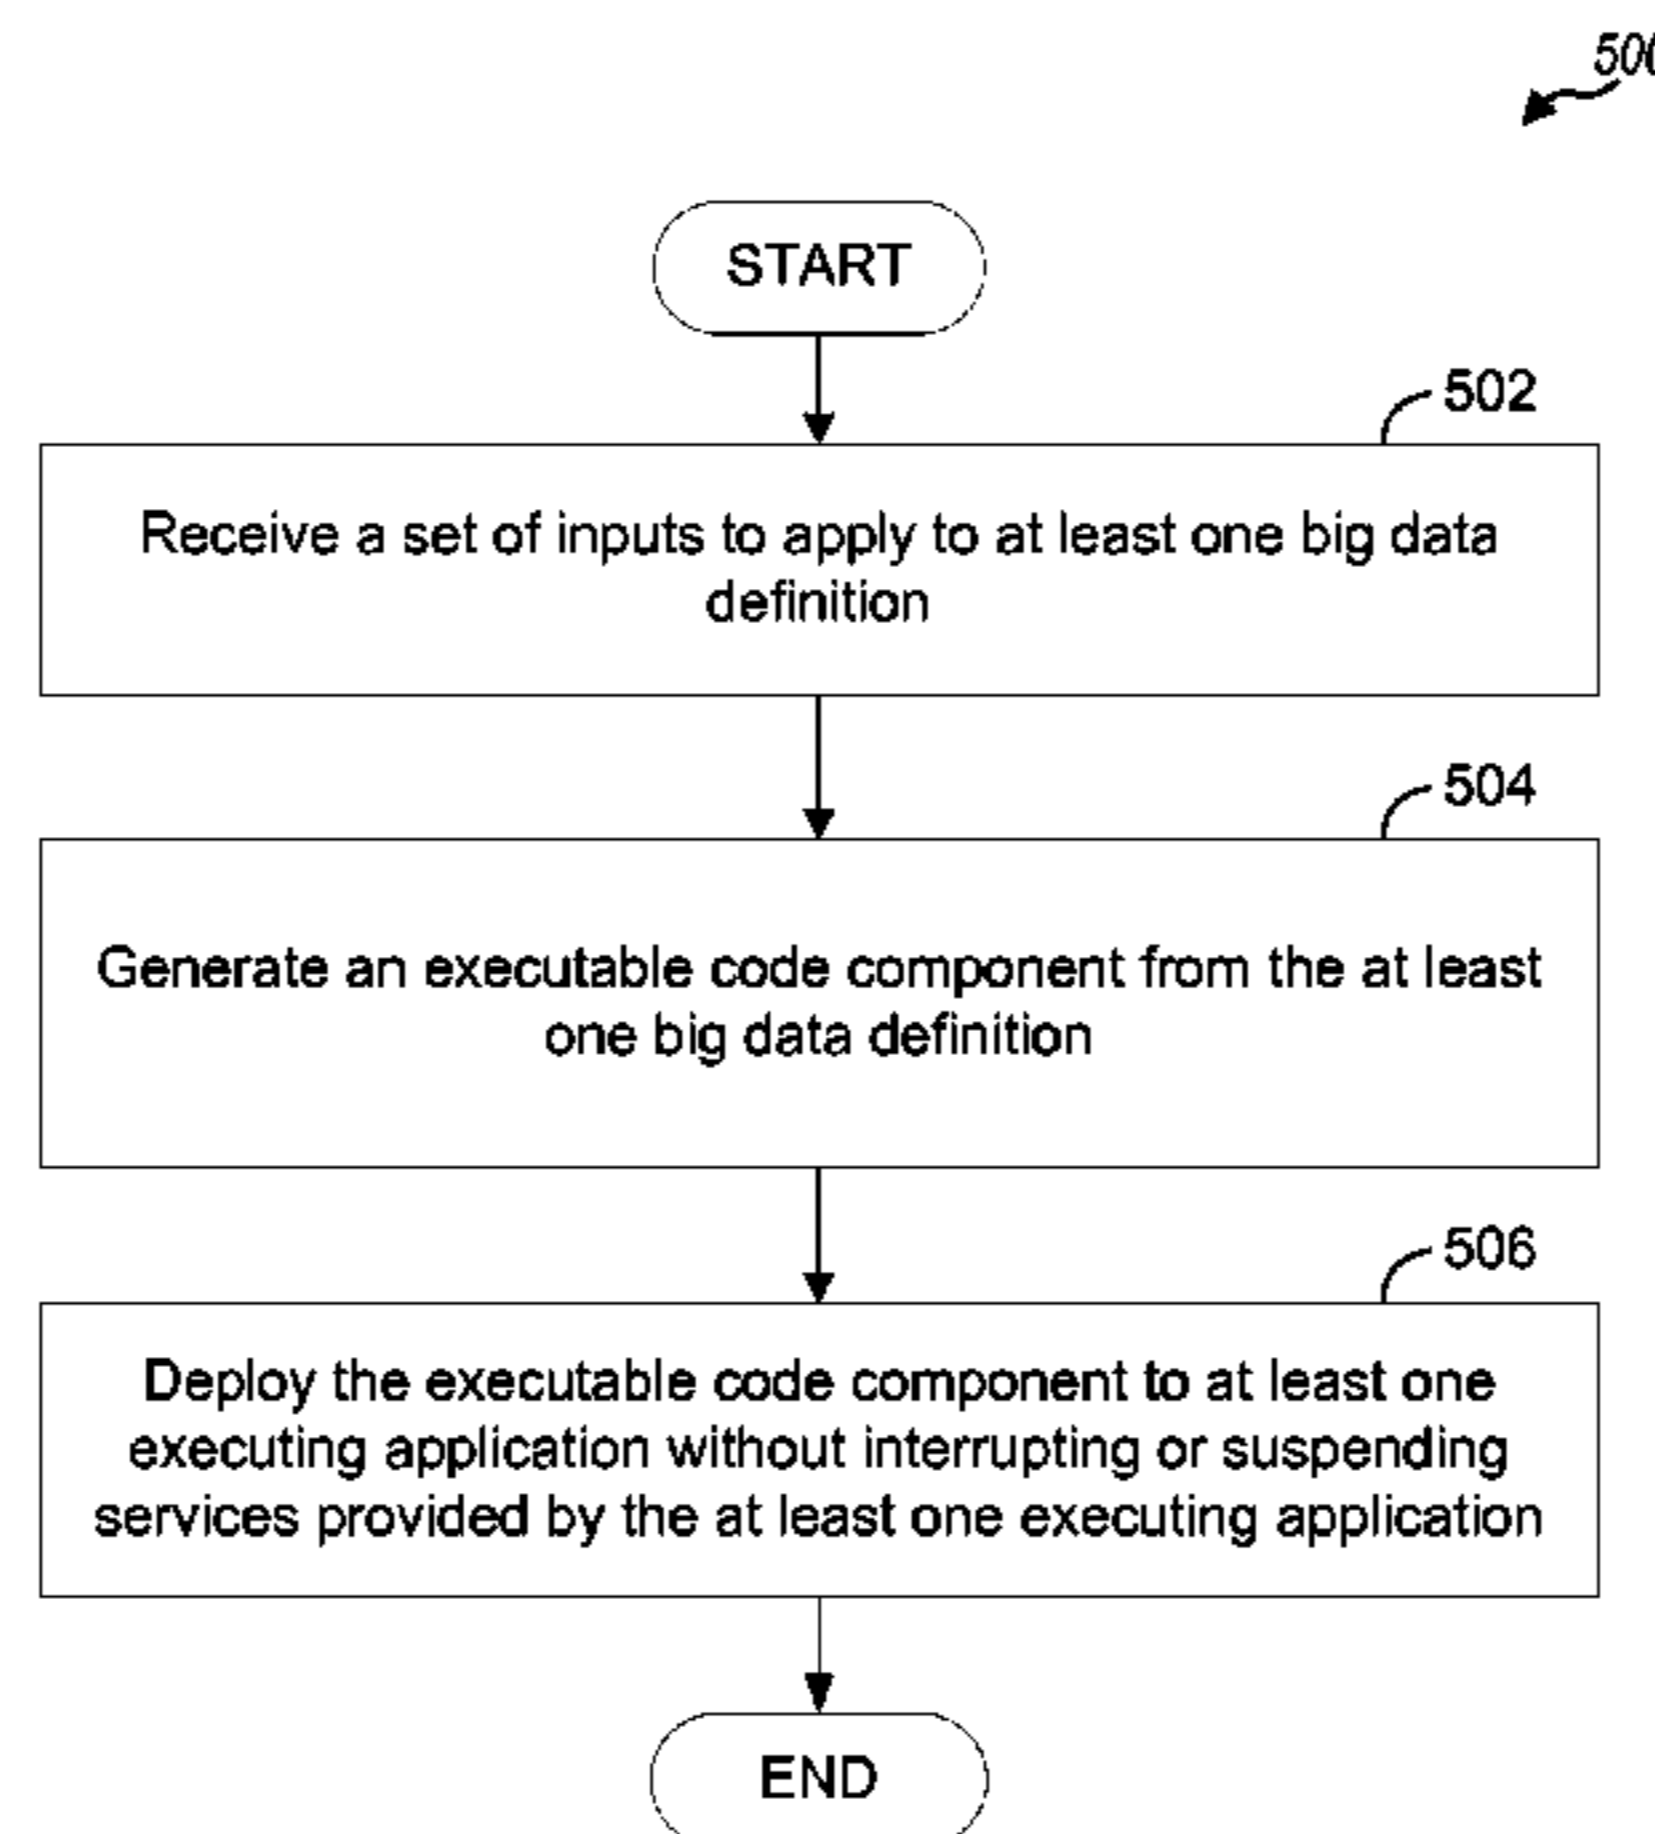 START
502
Receive a set of inputs to apply to at least one big data
definition
504
Generate an executable code component from the at least
one big data definition
506
Deploy the executable code component to at least one
executing application without interrupting or suspending
services provided by the at least one executing application
END